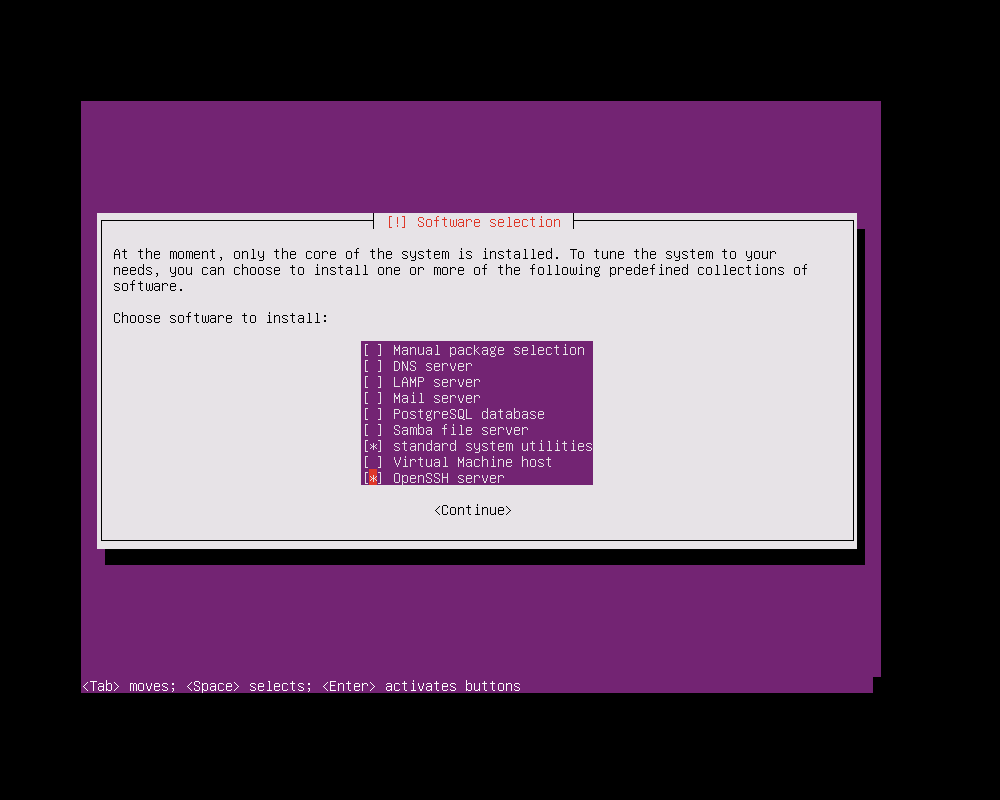 [!] Software selection
At the moment, only the core of the system is installed. To tune the system to your
needs, you can choose to install one or more of the following predefined collections of
software.
Choose software to install:
[ ] Manual package selection
[ ] DNS server
[ ] LAMP server
[ ] Mail server
[ ] PostgreSQL database
[ ] Samba file server
[*] standard system utilities
[ ] Virtual Machine host
[*] OpenSSH server
<Continue>
<Tab> moves; <Space> selects; <Enter> activates buttons